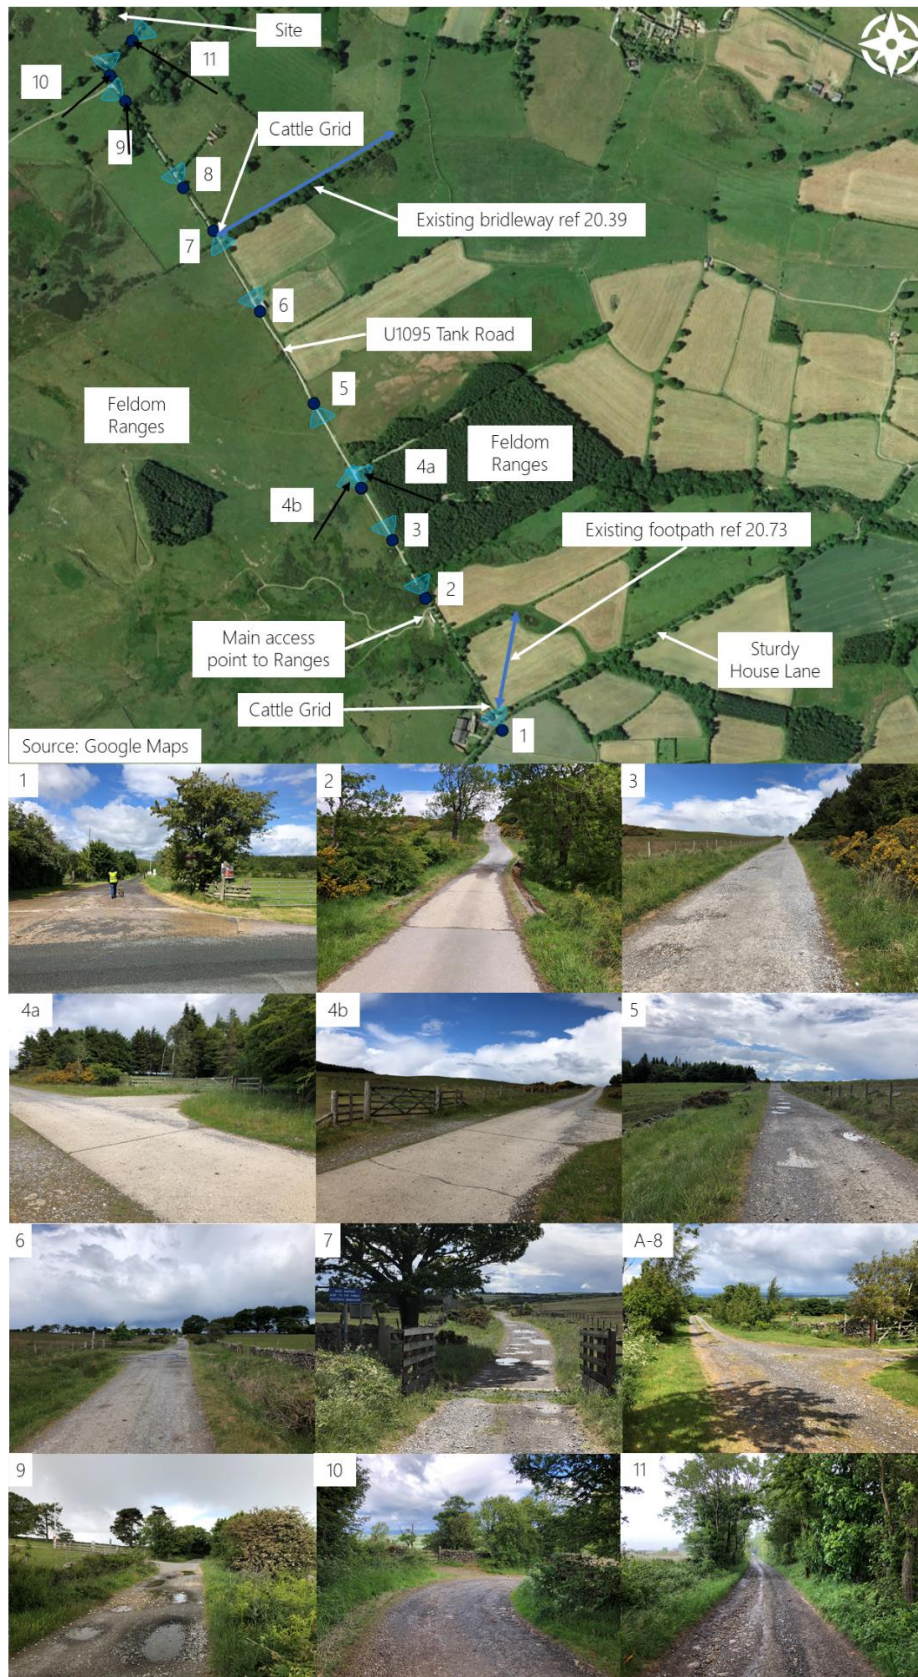 Site
11
10
Cattle Grid
9
8
Existing bridleway ref 20.39
7
6
U1095 Tank Road
5
Feldom
Ranges
Feldom
Ranges
4a
4b
Existing footpath ref 20.73
3
2
Main access
point to Ranges
Sturdy
House Lane
Cattle Grid
1
Source: Google Maps
1
2
3
4a
4b
5
6
7
A-8
9
10
11